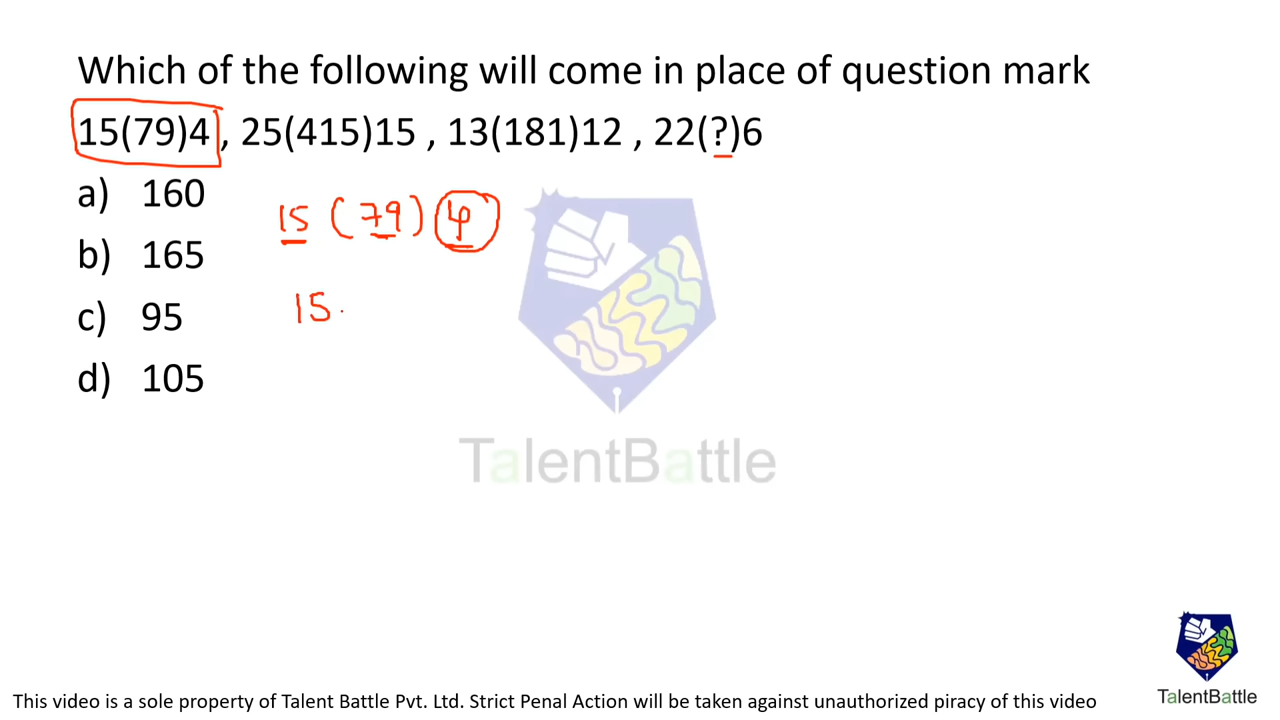 Which of the following will come in place of question mark
15(79)4 , 25(415)15 , 13(181)12 , 22(?)6
a) 160
15 (79) 4
b) 165
15.
c) 95
d) 105
TalentBattle
TalentBattle
This video is a sole property of Talent Battle Pvt. Ltd. Strict Penal Action will be taken against unauthorized piracy of this video